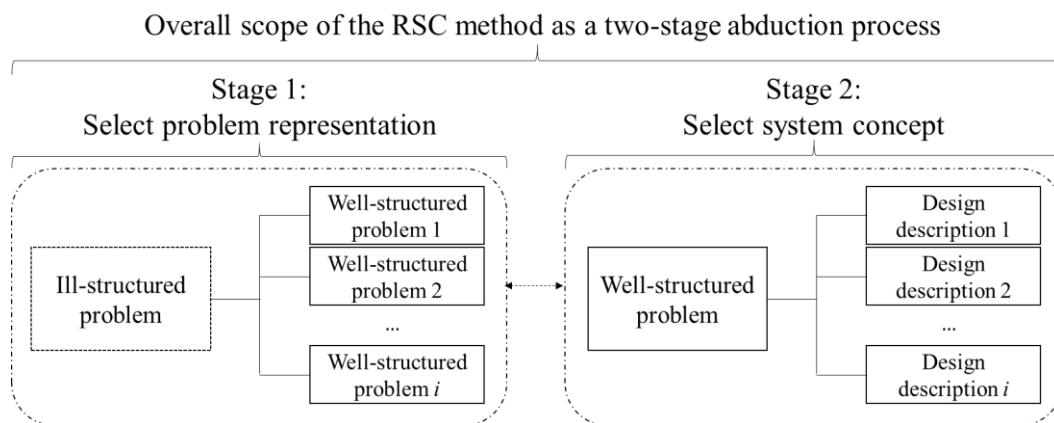 Overall scope of the RSC method as a two-stage abduction process
Stage 1:
Select problem representation
Stage 2:
Select system concept
Ill-structured
problem
Well-structured
problem 1
Well-structured
problem 2
...
Well-structured
problem i
Well-structured
problem
Design
description 1
Design
description 2
...
Design
description i